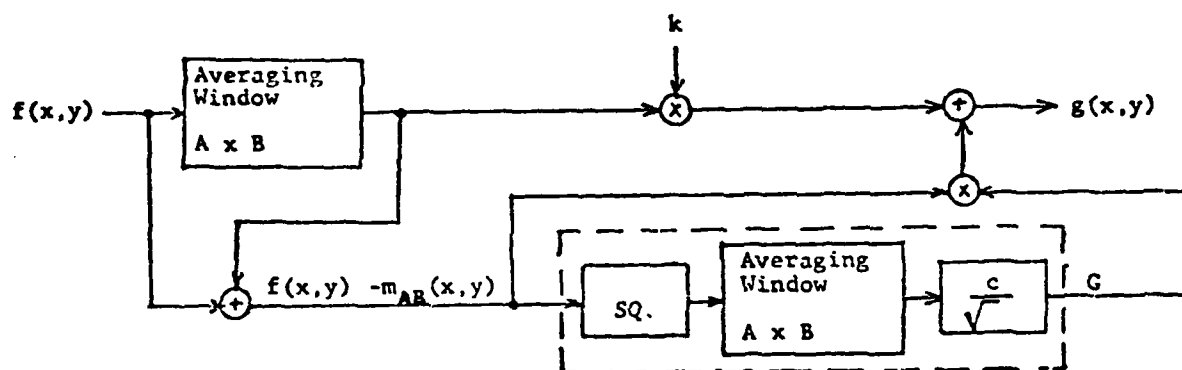 k
Averaging
Window
A x B
f(x,y)
x
+
g(x,y)
x
+
f(x,y) -m_AB(x,y)
SQ.
Averaging
Window
A x B
c
√
G